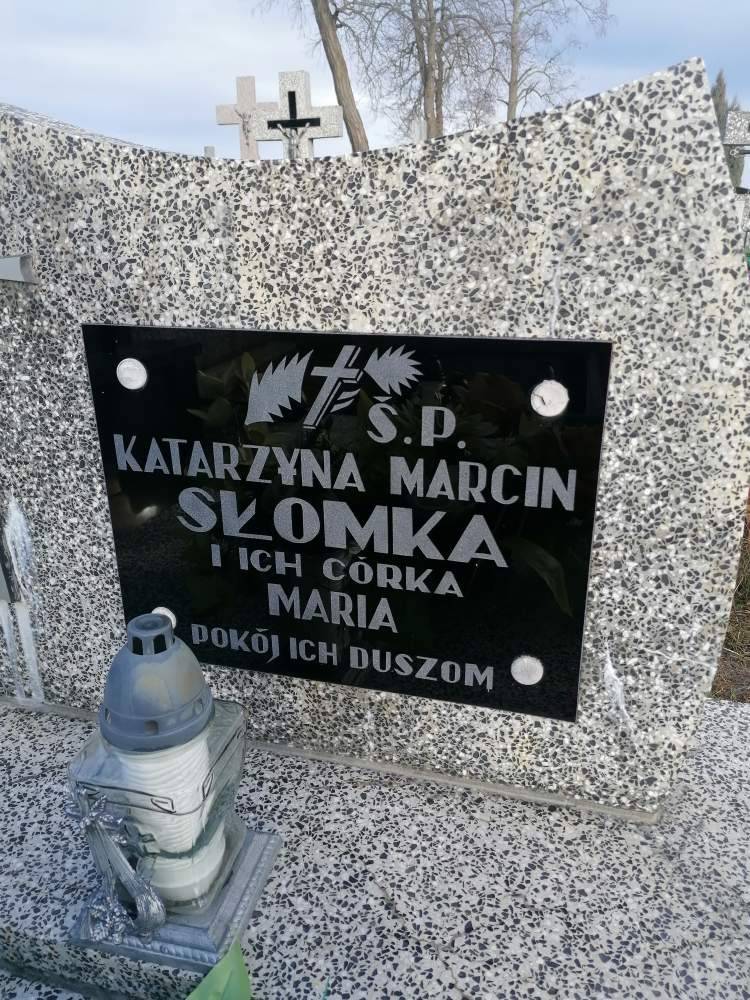 Ś.P.
KATARZYNA MARCIN
SŁOMKA
I ICH CÓRKA
MARIA
POKÓJ ICH DUSZOM